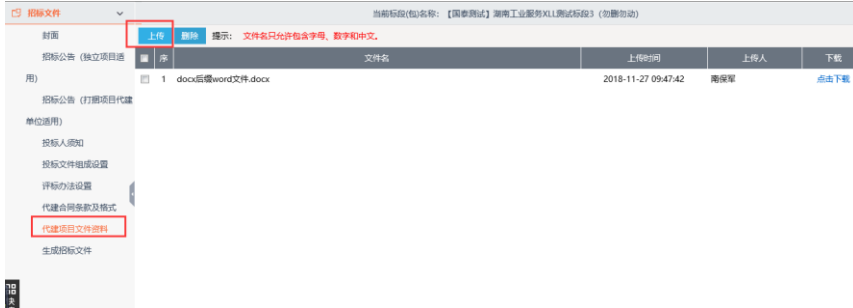 招标文件
当前标段(包)名称：【国泰测试】湖南工业服务XLL测试标段3（勿删勿动）
封面
招标公告（独立项目适用）
招标公告（打捆项目代建单位适用）
投标人须知
投标文件组成设置
评标办法设置
代建合同条款及格式
代建项目文件资料
生成招标文件
上传 删除 提示： 文件名只允许包含字母、数字和中文。
序 文件名 上传时间 上传人 下载
1 docx后缀word文件.docx 2018-11-27 09:47:42 南保军 点击下载